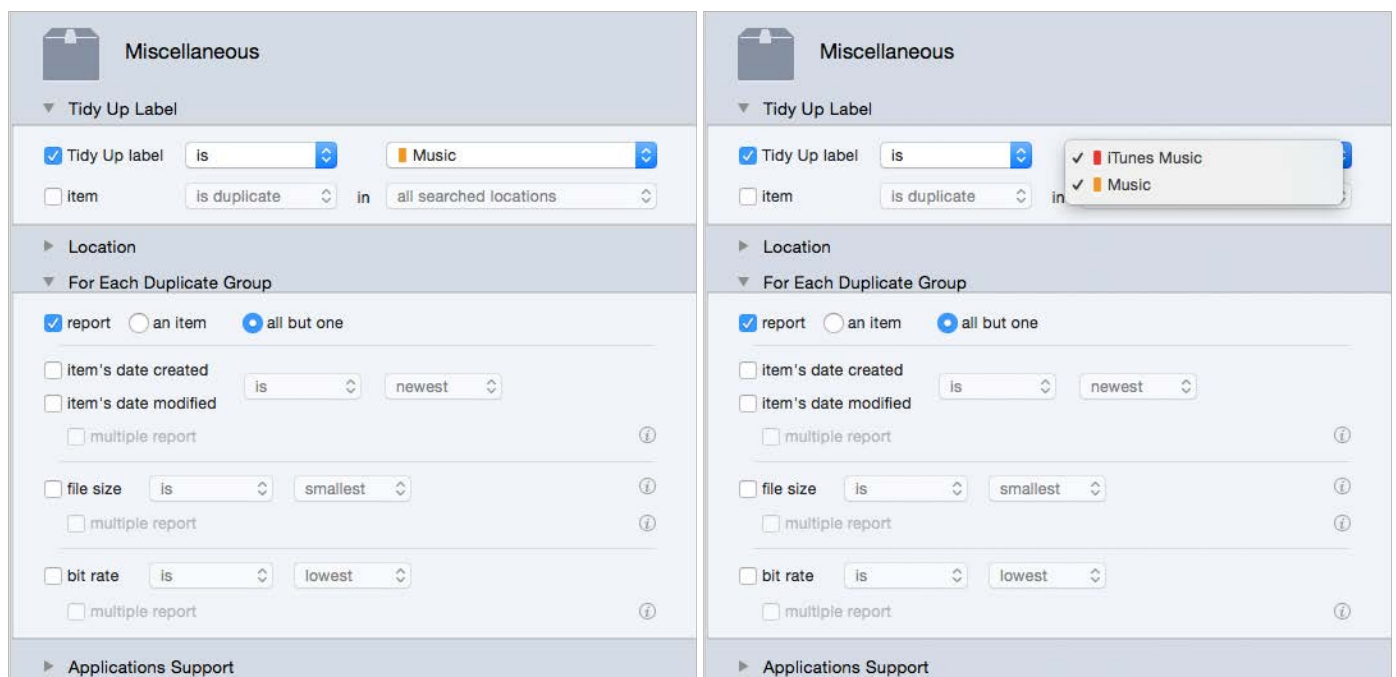 Miscellaneous
Tidy Up Label
Tidy Up label is Music
item is duplicate in all searched locations
Location
For Each Duplicate Group
report an item all but one
item's date created
is newest
item's date modified
multiple report
file size is smallest
multiple report
bit rate is lowest
multiple report
Applications Support
Miscellaneous
Tidy Up Label
Tidy Up label is
iTunes Music
Music
item is duplicate in
Location
For Each Duplicate Group
report an item all but one
item's date created
is newest
item's date modified
multiple report
file size is smallest
multiple report
bit rate is lowest
multiple report
Applications Support